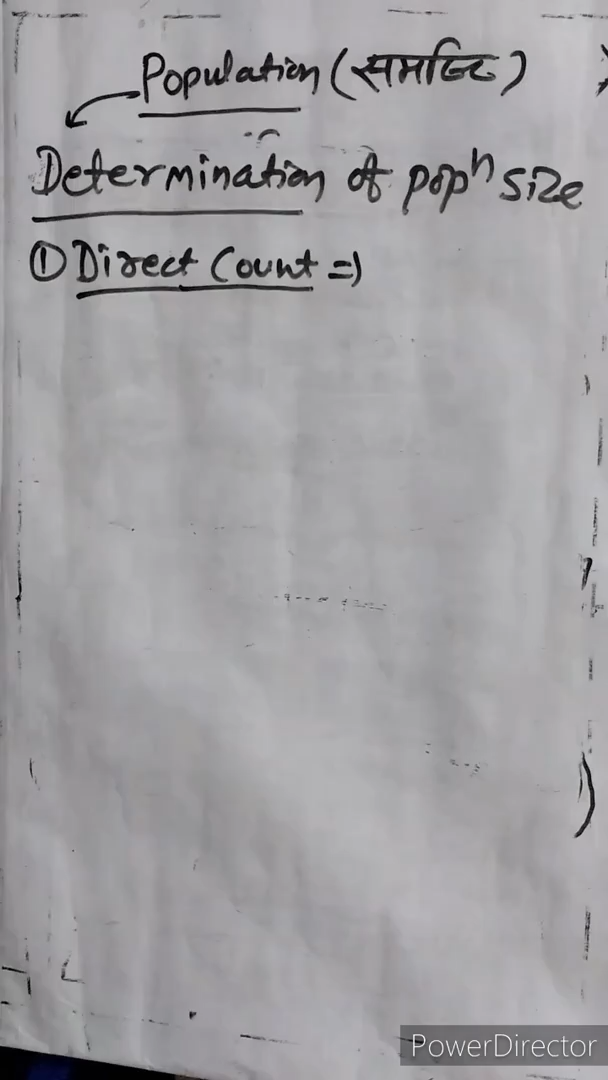 Population (समष्टि)
Determination of popⁿ size
① Direct Count =)
PowerDirector